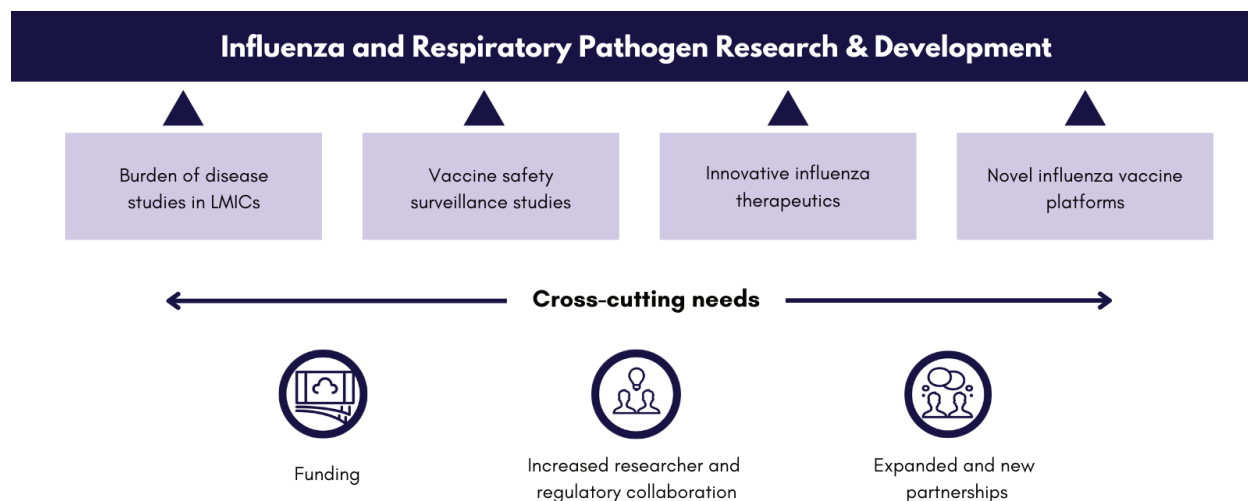 Influenza and Respiratory Pathogen Research & Development
Burden of disease
studies in LMICs
Vaccine safety
surveillance studies
Innovative influenza
therapeutics
Novel influenza vaccine
platforms
Cross-cutting needs
Funding
Increased researcher and
regulatory collaboration
Expanded and new
partnerships